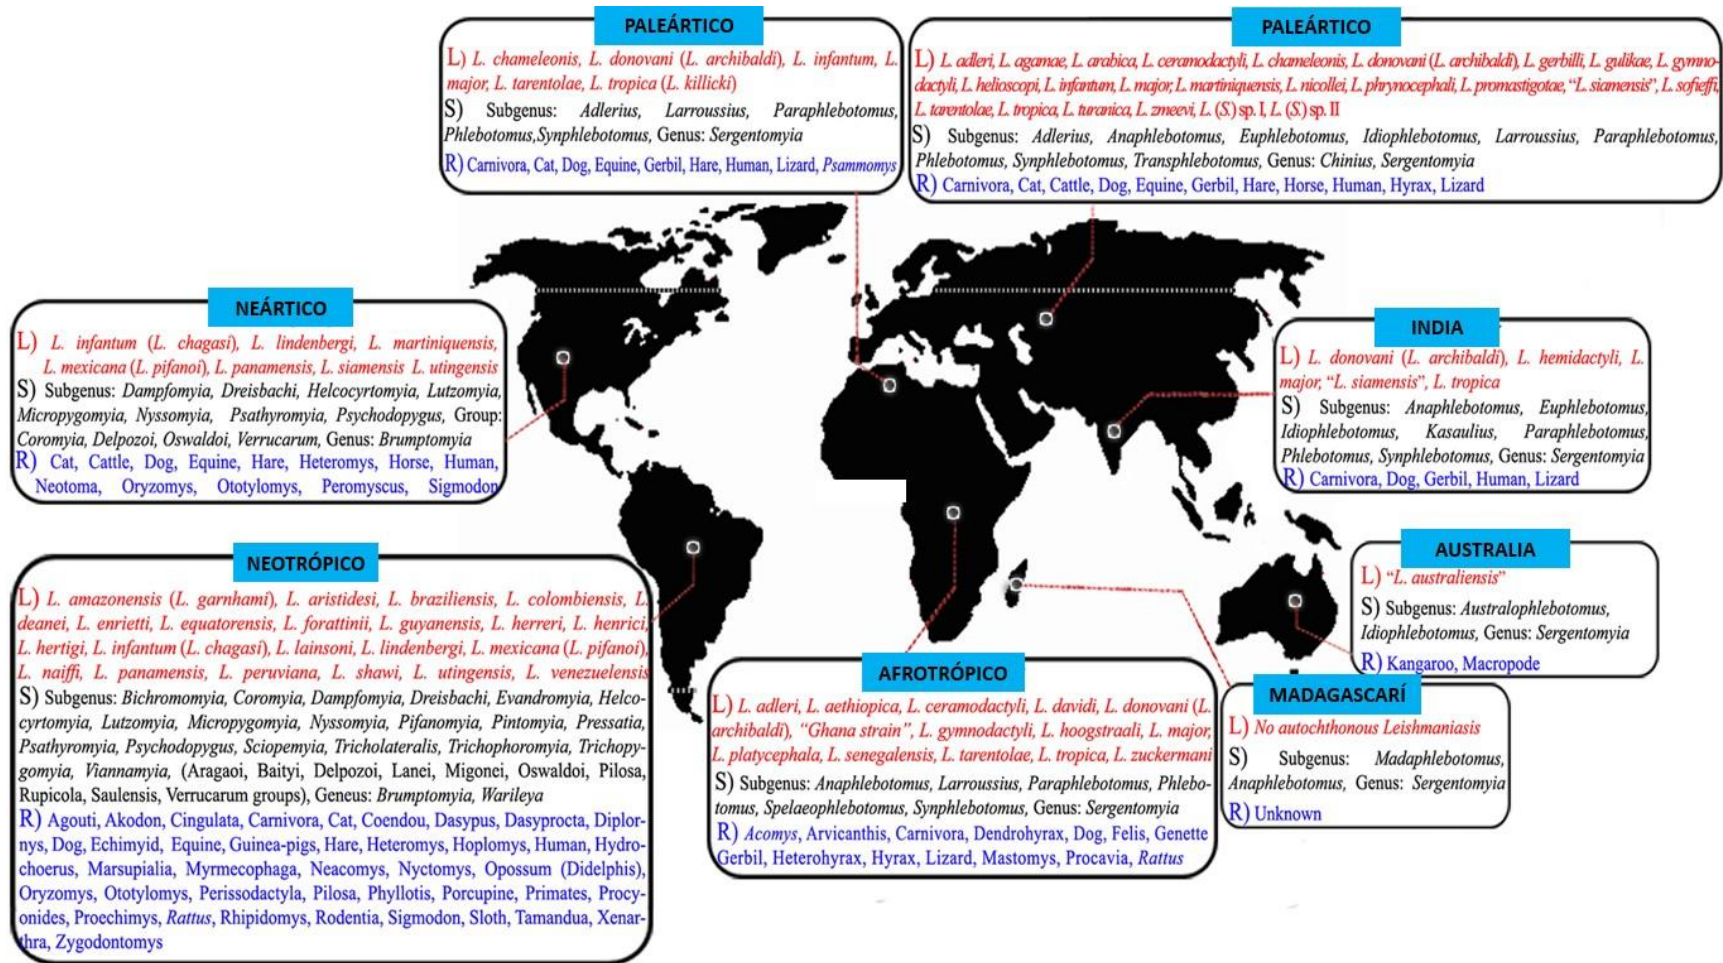 PALEÁRTICO
L) L. chameleonis, L. donovani (L. archibaldi), L. infantum, L.
major, L. tarentolae, L. tropica (L. killicki)
S) Subgenus: Adlerius, Larroussius, Paraphlebotomus,
Phlebotomus,Synphlebotomus, Genus: Sergentomyia
R) Carnivora, Cat, Dog, Equine, Gerbil, Hare, Human, Lizard, Psammomys
PALEÁRTICO
L) L. adleri, L. agamae, L. arabica, L. ceramodactyli, L. chameleonis, L. donovani (L. archibaldi), L. gerbilli, L. gulikae, L. gymno-
dactyli, L. helioscopi, L. infantum, L. major, L. martiniquensis, L. nicollei, L. phrynocephali, L. promastigotae, “L. siamensis”, L. sofieffi,
L. tarentolae, L. tropica, L. turanica, L. zmeevi, L. (S.) sp. I, L. (S.) sp. II
S) Subgenus: Adlerius, Anaphlebotomus, Euphlebotomus, Idiophlebotomus, Larroussius, Paraphlebotomus,
Phlebotomus, Synphlebotomus, Transphlebotomus, Genus: Chinius, Sergentomyia
R) Carnivora, Cat, Cattle, Dog, Equine, Gerbil, Hare, Horse, Human, Hyrax, Lizard
NEÁRTICO
L) L. infantum (L. chagasi), L. lindenbergi, L. martiniquensis,
L. mexicana (L. pifanoi), L. panamensis, L. siamensis L. utingensis
S) Subgenus: Dampfomyia, Dreisbachi, Helcocyrtomyia, Lutzomyia,
Micropygomyia, Nyssomyia, Psathyromyia, Psychodopygus, Group:
Coromyia, Delpozoi, Oswaldoi, Verrucarum, Genus: Brumptomyia
R) Cat, Cattle, Dog, Equine, Hare, Heteromys, Horse, Human,
Neotoma, Oryzomys, Ototylomys, Peromyscus, Sigmodon
INDIA
L) L. donovani (L. archibaldi), L. hemidactyli, L.
major, “L. siamensis”, L. tropica
S) Subgenus: Anaphlebotomus, Euphlebotomus,
Idiophlebotomus, Kasaulius, Paraphlebotomus,
Phlebotomus, Synphlebotomus, Genus: Sergentomyia
R) Carnivora, Dog, Gerbil, Human, Lizard
NEOTRÓPICO
L) L. amazonensis (L. garnhami), L. aristidesi, L. braziliensis, L. colombiensis, L.
deanei, L. enrietti, L. equatorensis, L. forattinii, L. guyanensis, L. herreri, L. henrici,
L. hertigi, L. infantum (L. chagasi), L. lainsoni, L. lindenbergi, L. mexicana (L. pifanoi),
L. naiffi, L. panamensis, L. peruviana, L. shawi, L. utingensis, L. venezuelensis
S) Subgenus: Bichromomyia, Coromyia, Dampfomyia, Dreisbachi, Evandromyia, Helco-
cyrtomyia, Lutzomyia, Micropygomyia, Nyssomyia, Pifanomyia, Pintomyia, Pressatia,
Psathyromyia, Psychodopygus, Sciopemyia, Tricholateralis, Trichophoromyia, Trichopy-
gomyia, Viannamyia, (Aragaoi, Baityi, Delpozoi, Lanei, Migonei, Oswaldoi, Pilosa,
Rupicola, Saulensis, Verrucarum groups), Geneus: Brumptomyia, Warileya
R) Agouti, Akodon, Cingulata, Carnivora, Cat, Coendou, Dasypus, Dasyprocta, Diplor-
nys, Dog, Echimyid, Equine, Guinea-pigs, Hare, Heteromys, Hoplomys, Human, Hydro-
choerus, Marsupialia, Myrmecophaga, Neacomys, Nyctomys, Opossum (Didelphis),
Oryzomys, Ototylomys, Perissodactyla, Pilosa, Phyllotis, Porcupine, Primates, Procy-
onides, Proechimys, Rattus, Rhipidomys, Rodentia, Sigmodon, Sloth, Tamandua, Xenar-
thra, Zygodontomys
AFROTRÓPICO
L) L. adleri, L. aethiopica, L. ceramodactyli, L. davidi, L. donovani (L.
archibaldi), “Ghana strain”, L. gymnodactyli, L. hoogstraali, L. major,
L. platycephala, L. senegalensis, L. tarentolae, L. tropica, L. zuckermani
S) Subgenus: Anaphlebotomus, Larroussius, Paraphlebotomus, Phlebo-
tomus, Spelaeophlebotomus, Synphlebotomus, Genus: Sergentomyia
R) Acomys, Arvicanthis, Carnivora, Dendrohyrax, Dog, Felis, Genette
Gerbil, Heterohyrax, Hyrax, Lizard, Mastomys, Procavia, Rattus
AUSTRALIA
L) “L. australiensis”
S) Subgenus: Australophlebotomus,
Idiophlebotomus, Genus: Sergentomyia
R) Kangaroo, Macropode
MADAGASCARÍ
L) No autochthonous Leishmaniasis
S) Subgenus: Madaphlebotomus,
Anaphlebotomus, Genus: Sergentomyia
R) Unknown